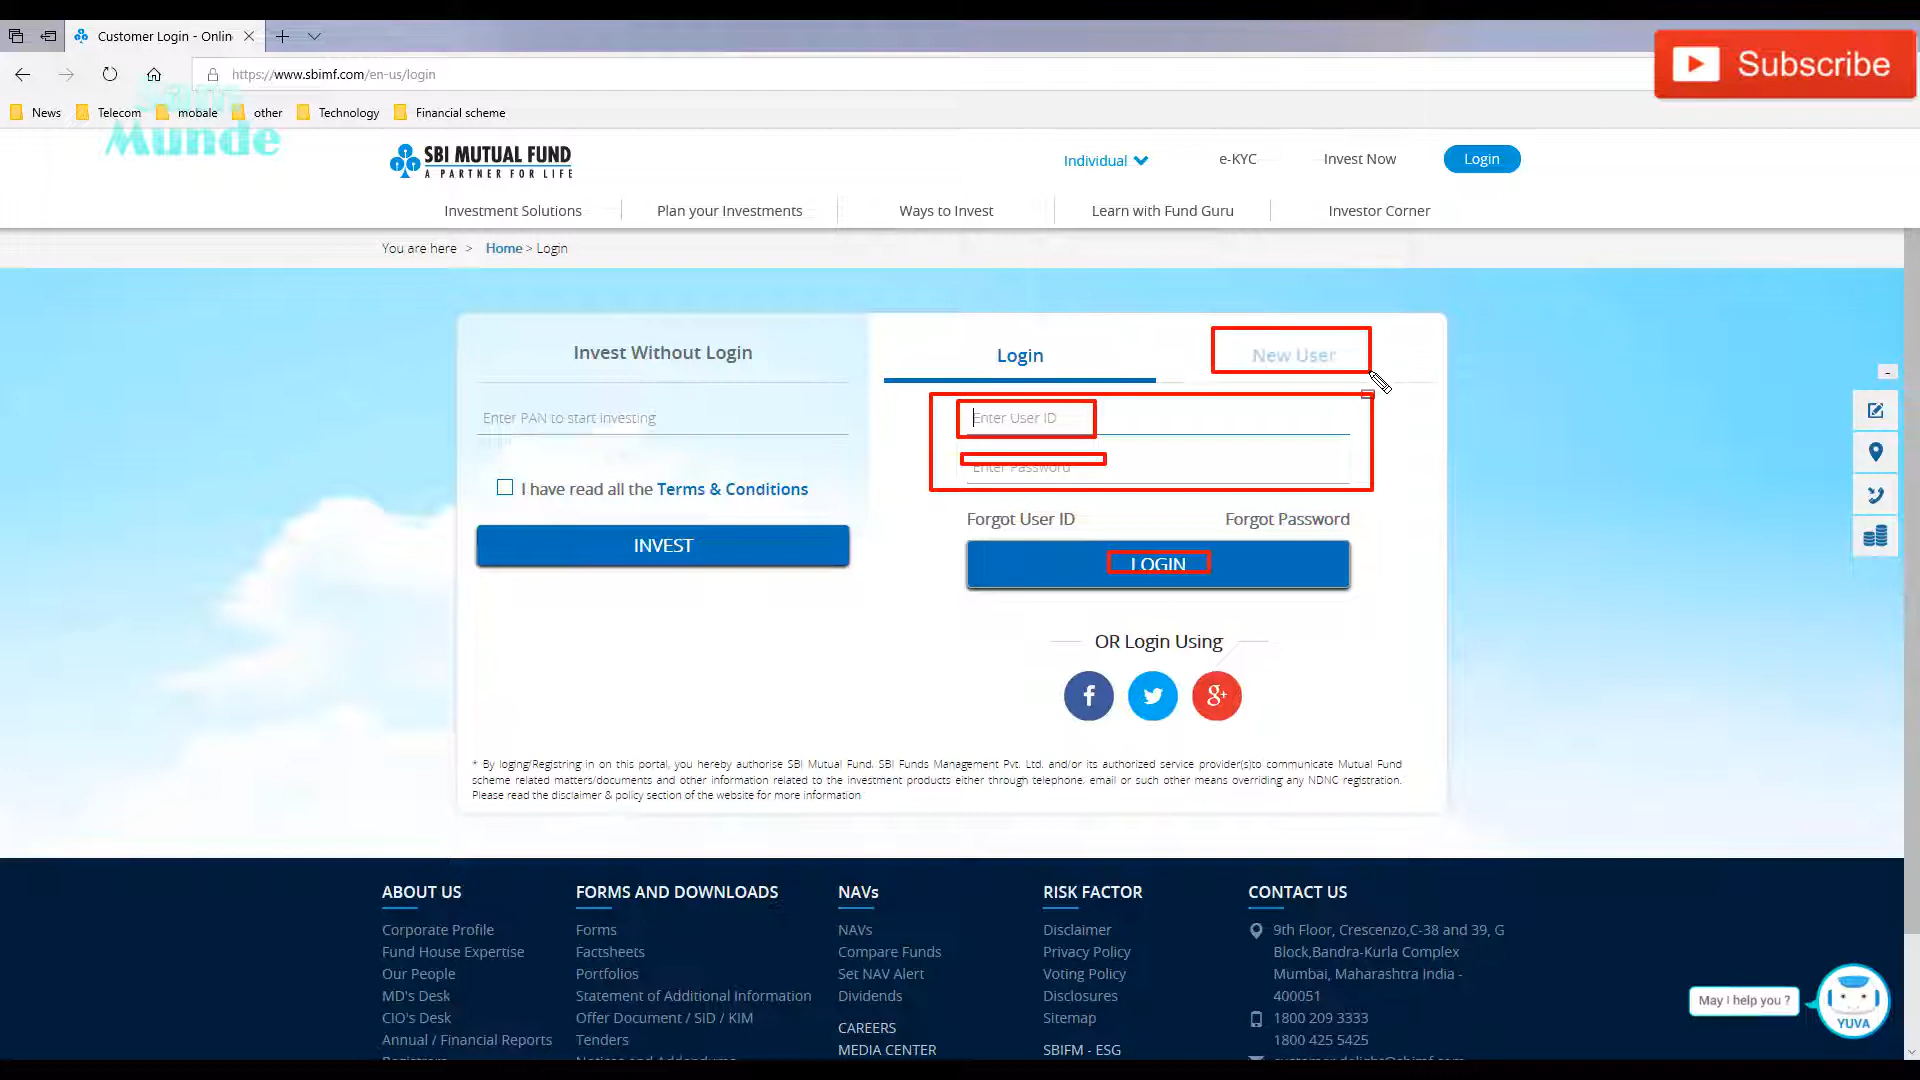 Customer Login - Onlin
Subscribe
https://www.sbimf.com/en-us/login
News
Telecom
mobale
other
Technology
Financial scheme
Munde
SBI MUTUAL FUND
A PARTNER FOR LIFE
Individual
e-KYC
Invest Now
Login
Investment Solutions
Plan your Investments
Ways to Invest
Learn with Fund Guru
Investor Corner
You are here > Home > Login
Invest Without Login
Login
New User
Enter PAN to start investing
Enter User ID
Enter Password
I have read all the Terms & Conditions
Forgot User ID
Forgot Password
INVEST
LOGIN
OR Login Using
f
g+
* By loging/Registring in on this portal, you hereby authorise SBI Mutual Fund. SBI Funds Management Pvt. Ltd. and/or its authorized service provider(s)to communicate Mutual Fund
scheme related matters/documents and other information related to the investment products either through telephone. email or such other means overriding any NDNC registration.
Please read the disclaimer & policy section of the website for more information
ABOUT US
Corporate Profile
Fund House Expertise
Our People
MD's Desk
CIO's Desk
Annual / Financial Reports
FORMS AND DOWNLOADS
Forms
Factsheets
Portfolios
Statement of Additional Information
Offer Document / SID / KIM
Tenders
NAVs
NAVs
Compare Funds
Set NAV Alert
Dividends
CAREERS
MEDIA CENTER
RISK FACTOR
Disclaimer
Privacy Policy
Voting Policy
Disclosures
Sitemap
SBIFM - ESG
CONTACT US
9th Floor, Crescenzo,C-38 and 39, G
Block,Bandra-Kurla Complex
Mumbai, Maharashtra India -
400051
1800 209 3333
1800 425 5425
May I help you ?
YUVA